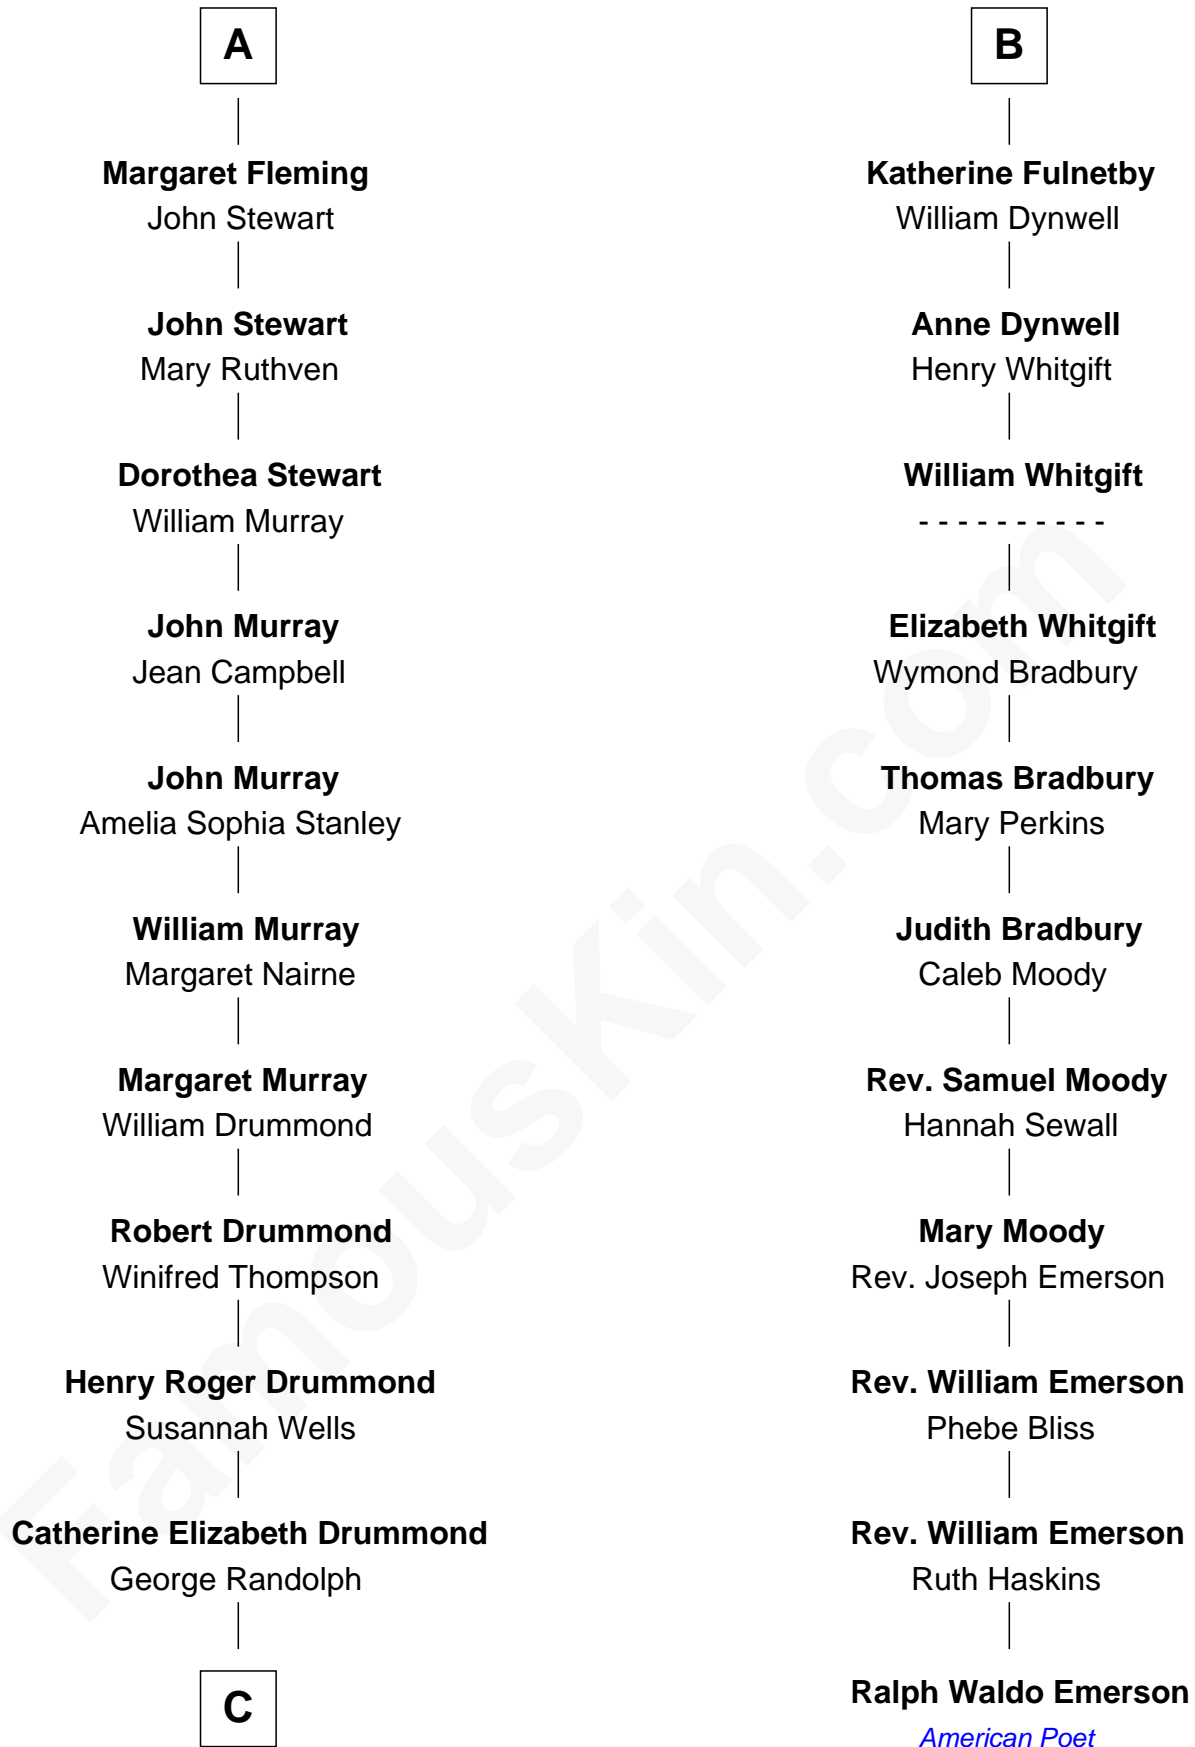 A
Margaret Fleming
John Stewart
John Stewart
Mary Ruthven
Dorothea Stewart
William Murray
John Murray
Jean Campbell
John Murray
Amelia Sophia Stanley
William Murray
Margaret Nairne
Margaret Murray
William Drummond
Robert Drummond
Winifred Thompson
Henry Roger Drummond
Susannah Wells
Catherine Elizabeth Drummond
George Randolph
C
B
Katherine Fulnetby
William Dynwell
Anne Dynwell
Henry Whitgift
William Whitgift
- - - - - - - - - -
Elizabeth Whitgift
Wymond Bradbury
Thomas Bradbury
Mary Perkins
Judith Bradbury
Caleb Moody
Rev. Samuel Moody
Hannah Sewall
Mary Moody
Rev. Joseph Emerson
Rev. William Emerson
Phebe Bliss
Rev. William Emerson
Ruth Haskins
Ralph Waldo Emerson
American Poet
FamousKin.com